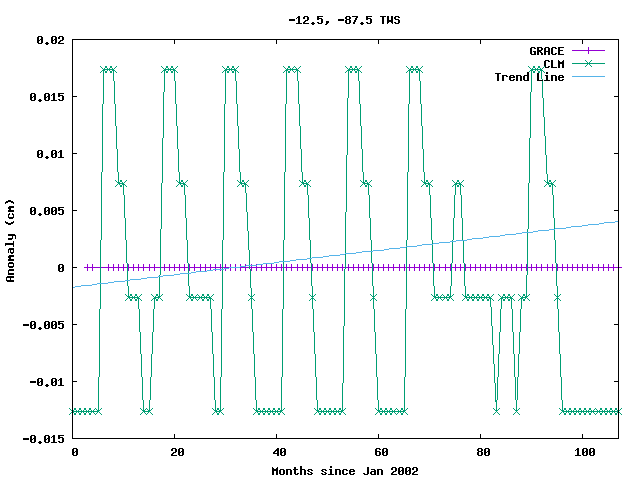 -12.5, -87.5 TWS
GRACE
CLM
Trend Line
0.02
0.015
0.01
0.005
0
-0.005
-0.01
-0.015
Anomaly (cm)
0 20 40 60 80 100
Months since Jan 2002